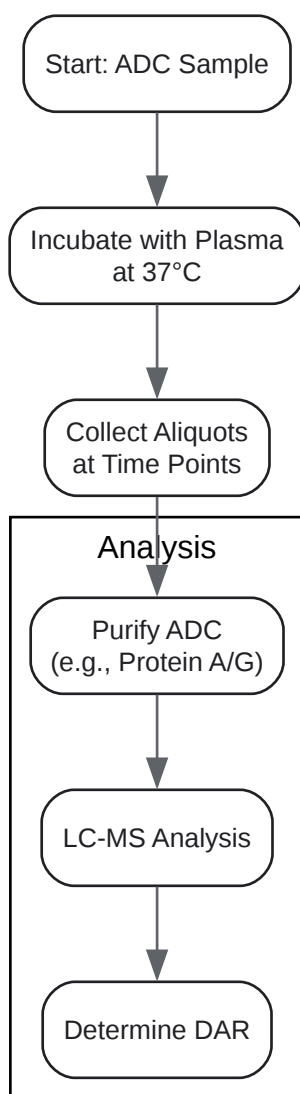 Start: ADC Sample
Incubate with Plasma
at 37°C
Collect Aliquots
at Time Points
Analysis
Purify ADC
(e.g., Protein A/G)
LC-MS Analysis
Determine DAR